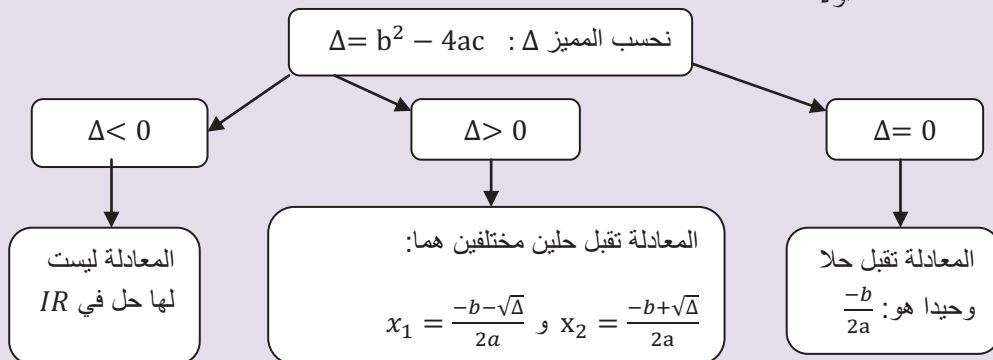 نحسب المميز Δ : Δ= b² − 4ac
Δ= 0
Δ> 0
Δ< 0
المعادلة تقبل حلا
وحيدا هو: −b/2a
المعادلة تقبل حلين مختلفين هما:
x₂ = (−b+√Δ)/2a و x₁ = (−b−√Δ)/2a
المعادلة ليست
لها حل في IR